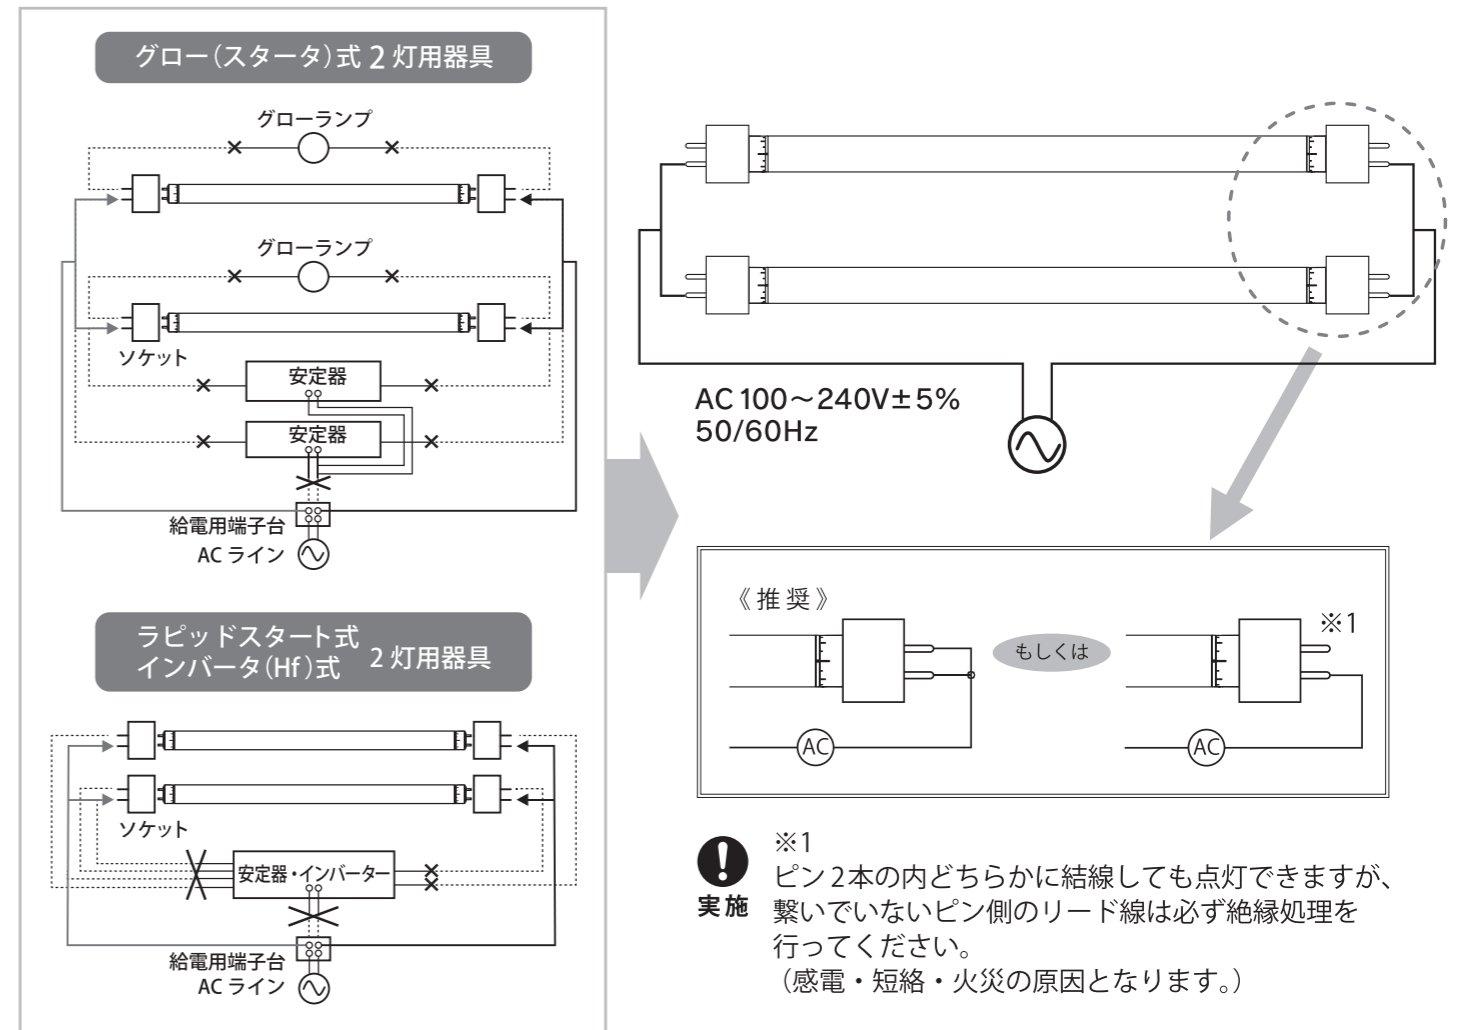 グロー(スタータ)式 2 灯用器具
グローランプ
グローランプ
ソケット
安定器
安定器
給電用端子台
AC ライン
ラピッドスタート式
インバータ(Hf)式 2 灯用器具
ソケット
安定器・インバーター
給電用端子台
AC ライン
AC 100～240V±5%
50/60Hz
《推奨》
もしくは
※1
AC
AC
実施
※1
ピン2本の内どちらかに結線しても点灯できますが、
繋いでいないピン側のリード線は必ず絶縁処理を
行ってください。
（感電・短絡・火災の原因となります。）